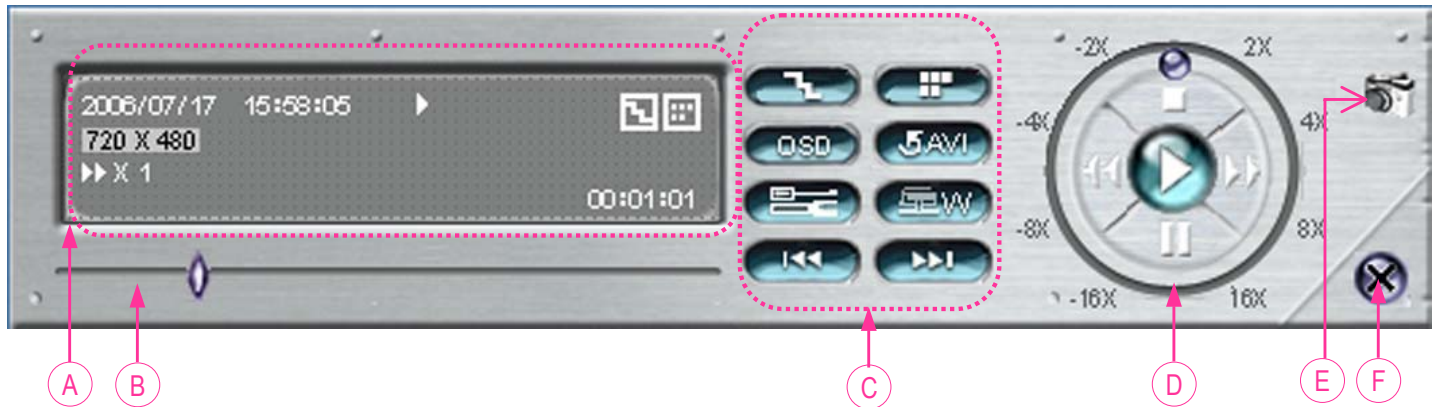 2006/07/17 15:58:05
720 X 480
X 1
00:01:01
OSD
AVI
W
-2X
2X
-4X
4X
-8X
8X
-16X
16X
A
B
C
D
E
F